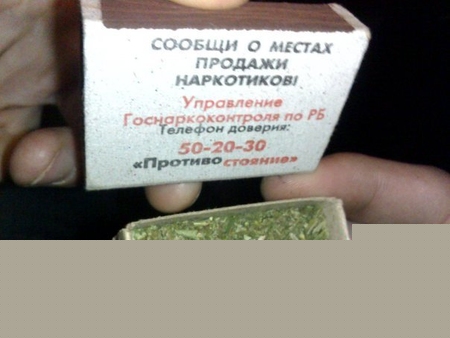 СООБЩИ О МЕСТАХ
ПРОДАЖИ
НАРКОТИКОВ!
Управление
Госнаркоконтроля по РБ
Телефон доверия:
50-20-30
«Противостояние»